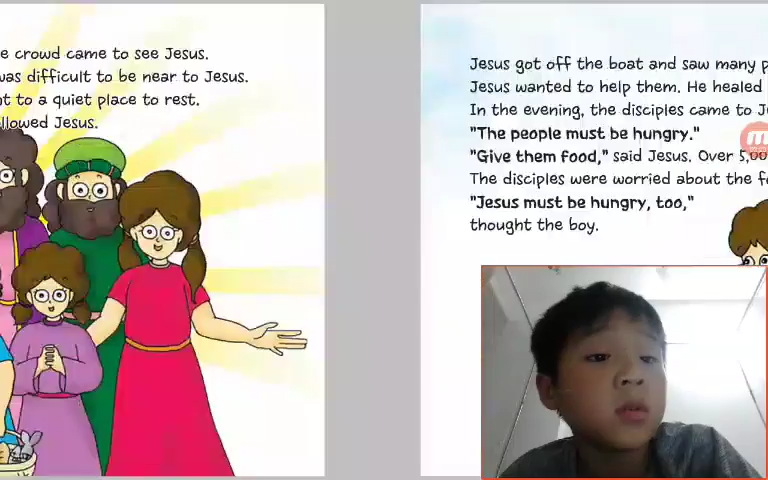 e crowd came to see Jesus.
was difficult to be near to Jesus.
to a quiet place to rest.
llowed Jesus.
Jesus got off the boat and saw many
Jesus wanted to help them. He healed
In the evening, the disciples came to
"The people must be hungry."
"Give them food," said Jesus. Over 5,00
The disciples were worried about the
"Jesus must be hungry, too,"
thought the boy.